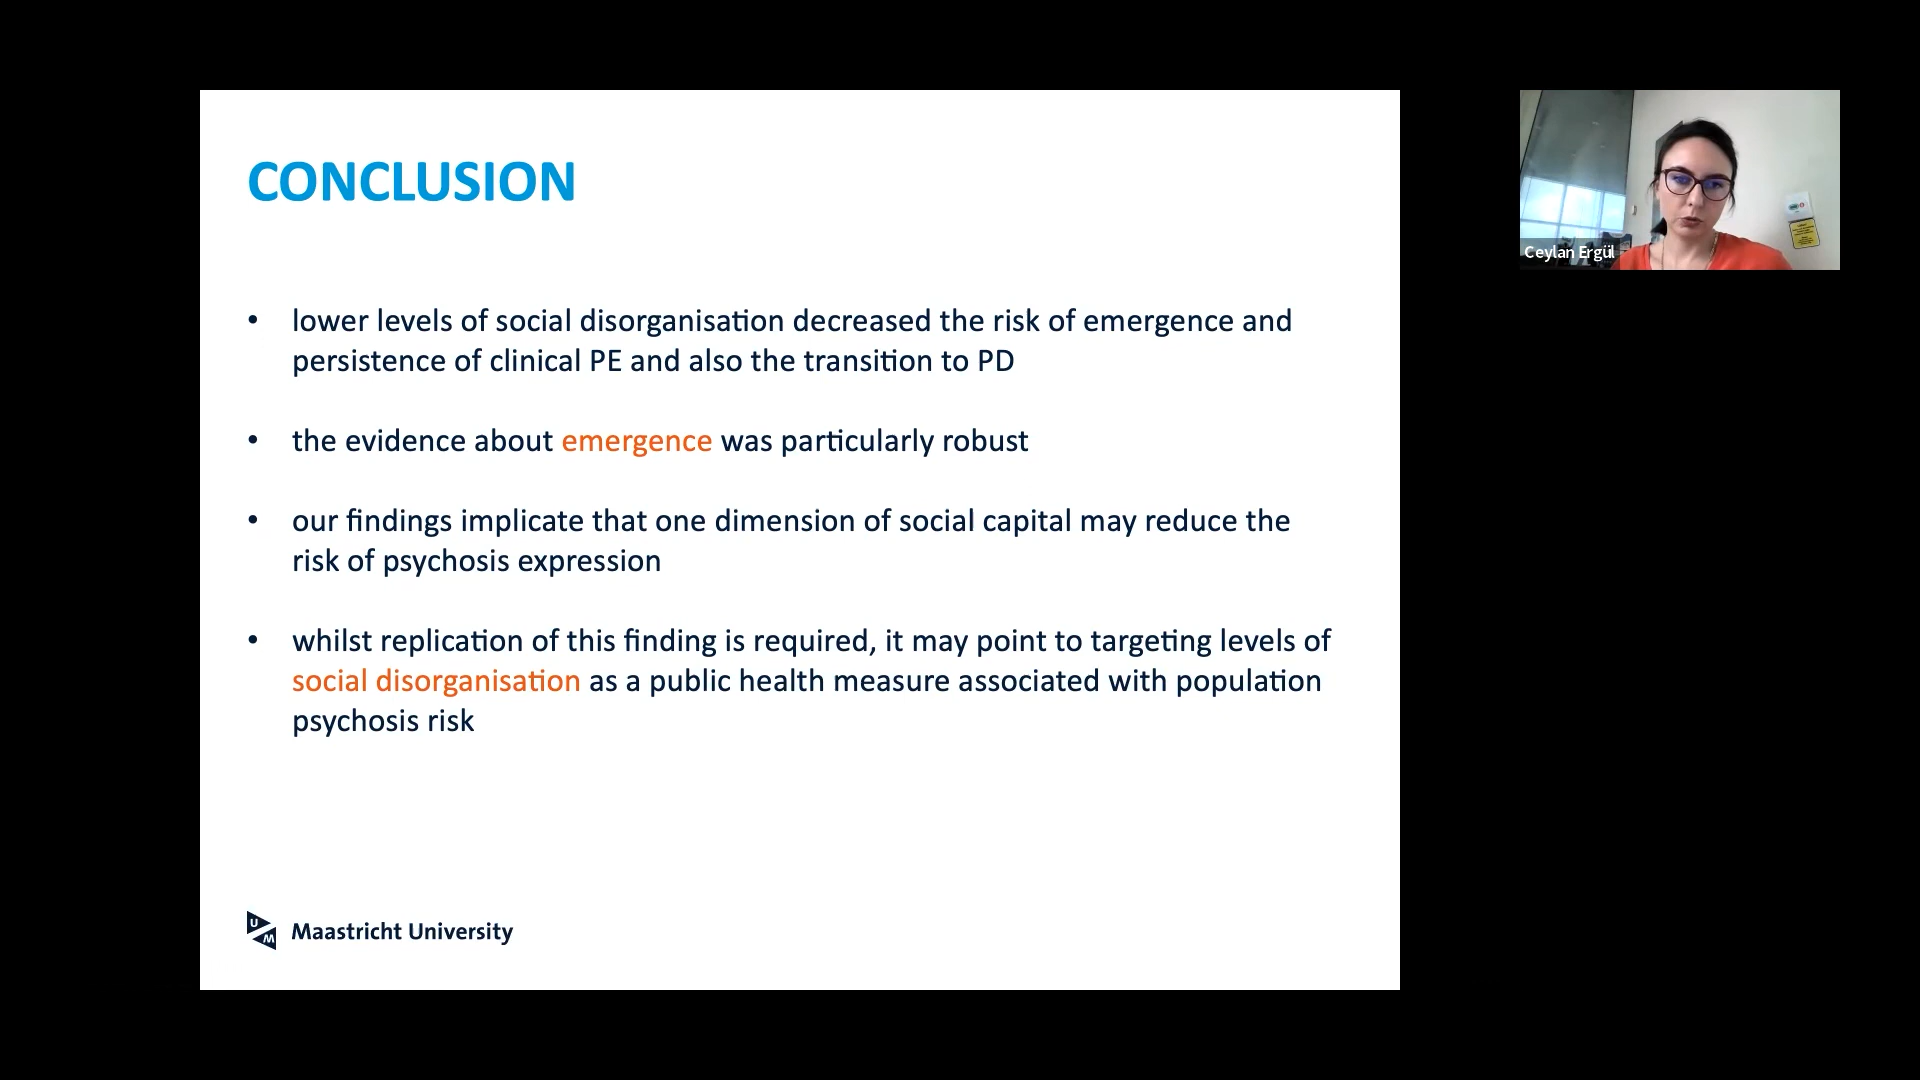 CONCLUSION
• lower levels of social disorganisation decreased the risk of emergence and
persistence of clinical PE and also the transition to PD
• the evidence about emergence was particularly robust
• our findings implicate that one dimension of social capital may reduce the
risk of psychosis expression
• whilst replication of this finding is required, it may point to targeting levels of
social disorganisation as a public health measure associated with population
psychosis risk
U
M
Maastricht University
Ceylan Ergül